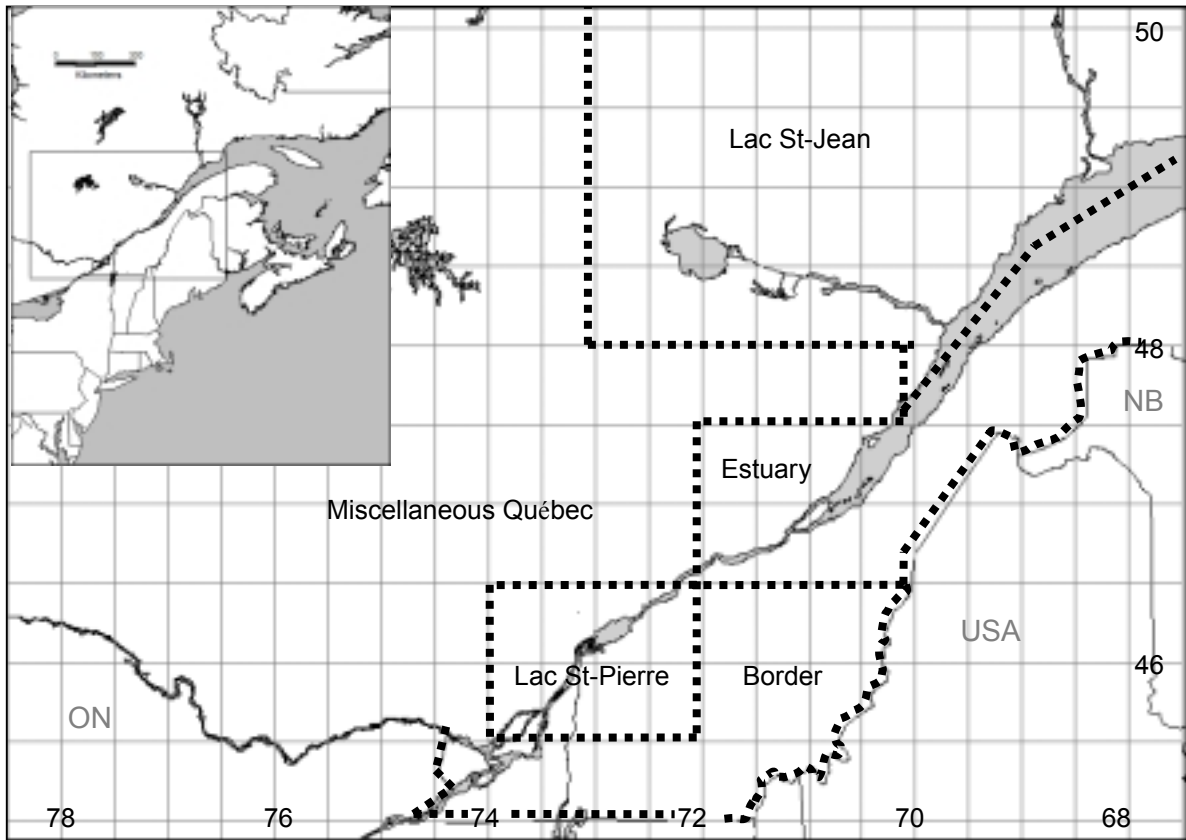 50
Kilometers
Lac St-Jean
48
NB
Estuary
Miscellaneous Québec
USA
46
Lac St-Pierre
Border
ON
78
76
74
72
70
68